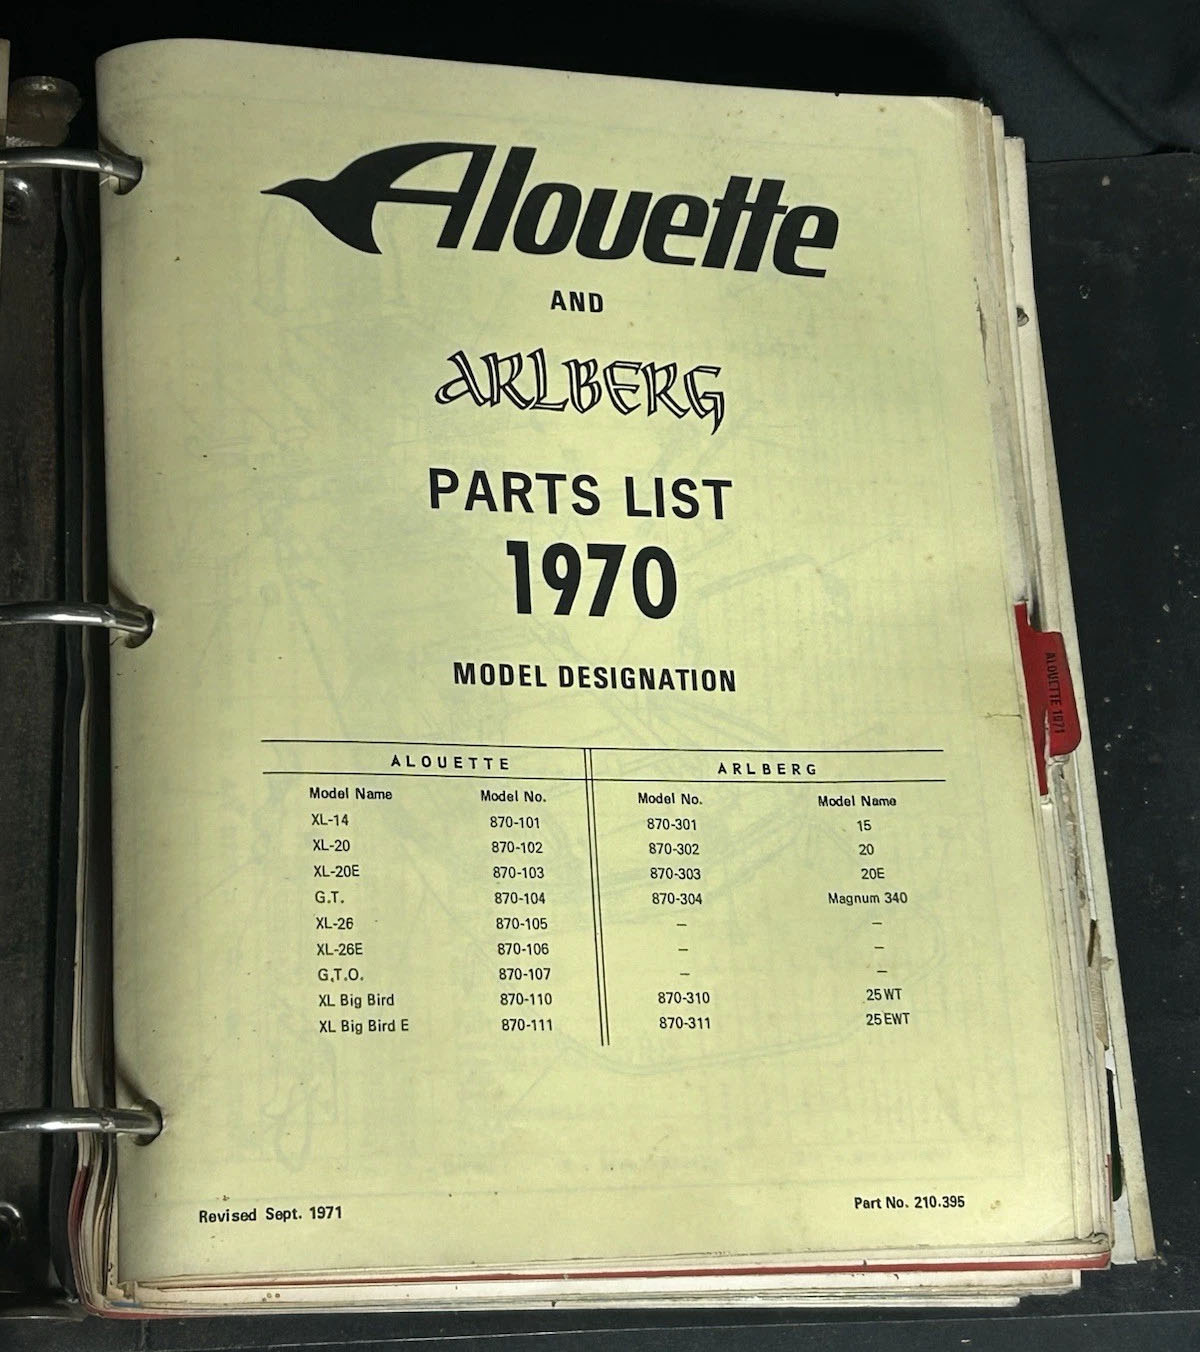 Alouette
AND
ARLBERG
PARTS LIST
1970
MODEL DESIGNATION
ALOUETTE ARLBERG
Model Name Model No. Model No. Model Name
XL-14 870-101 870-301 15
XL-20 870-102 870-302 20
XL-20E 870-103 870-303 20E
G.T. 870-104 870-304 Magnum 340
XL-26 870-105 – –
XL-26E 870-106 – –
G.T.O. 870-107 – –
XL Big Bird 870-110 870-310 25WT
XL Big Bird E 870-111 870-311 25EWT
Revised Sept. 1971 Part No. 210.395
ALOUETTE 1971